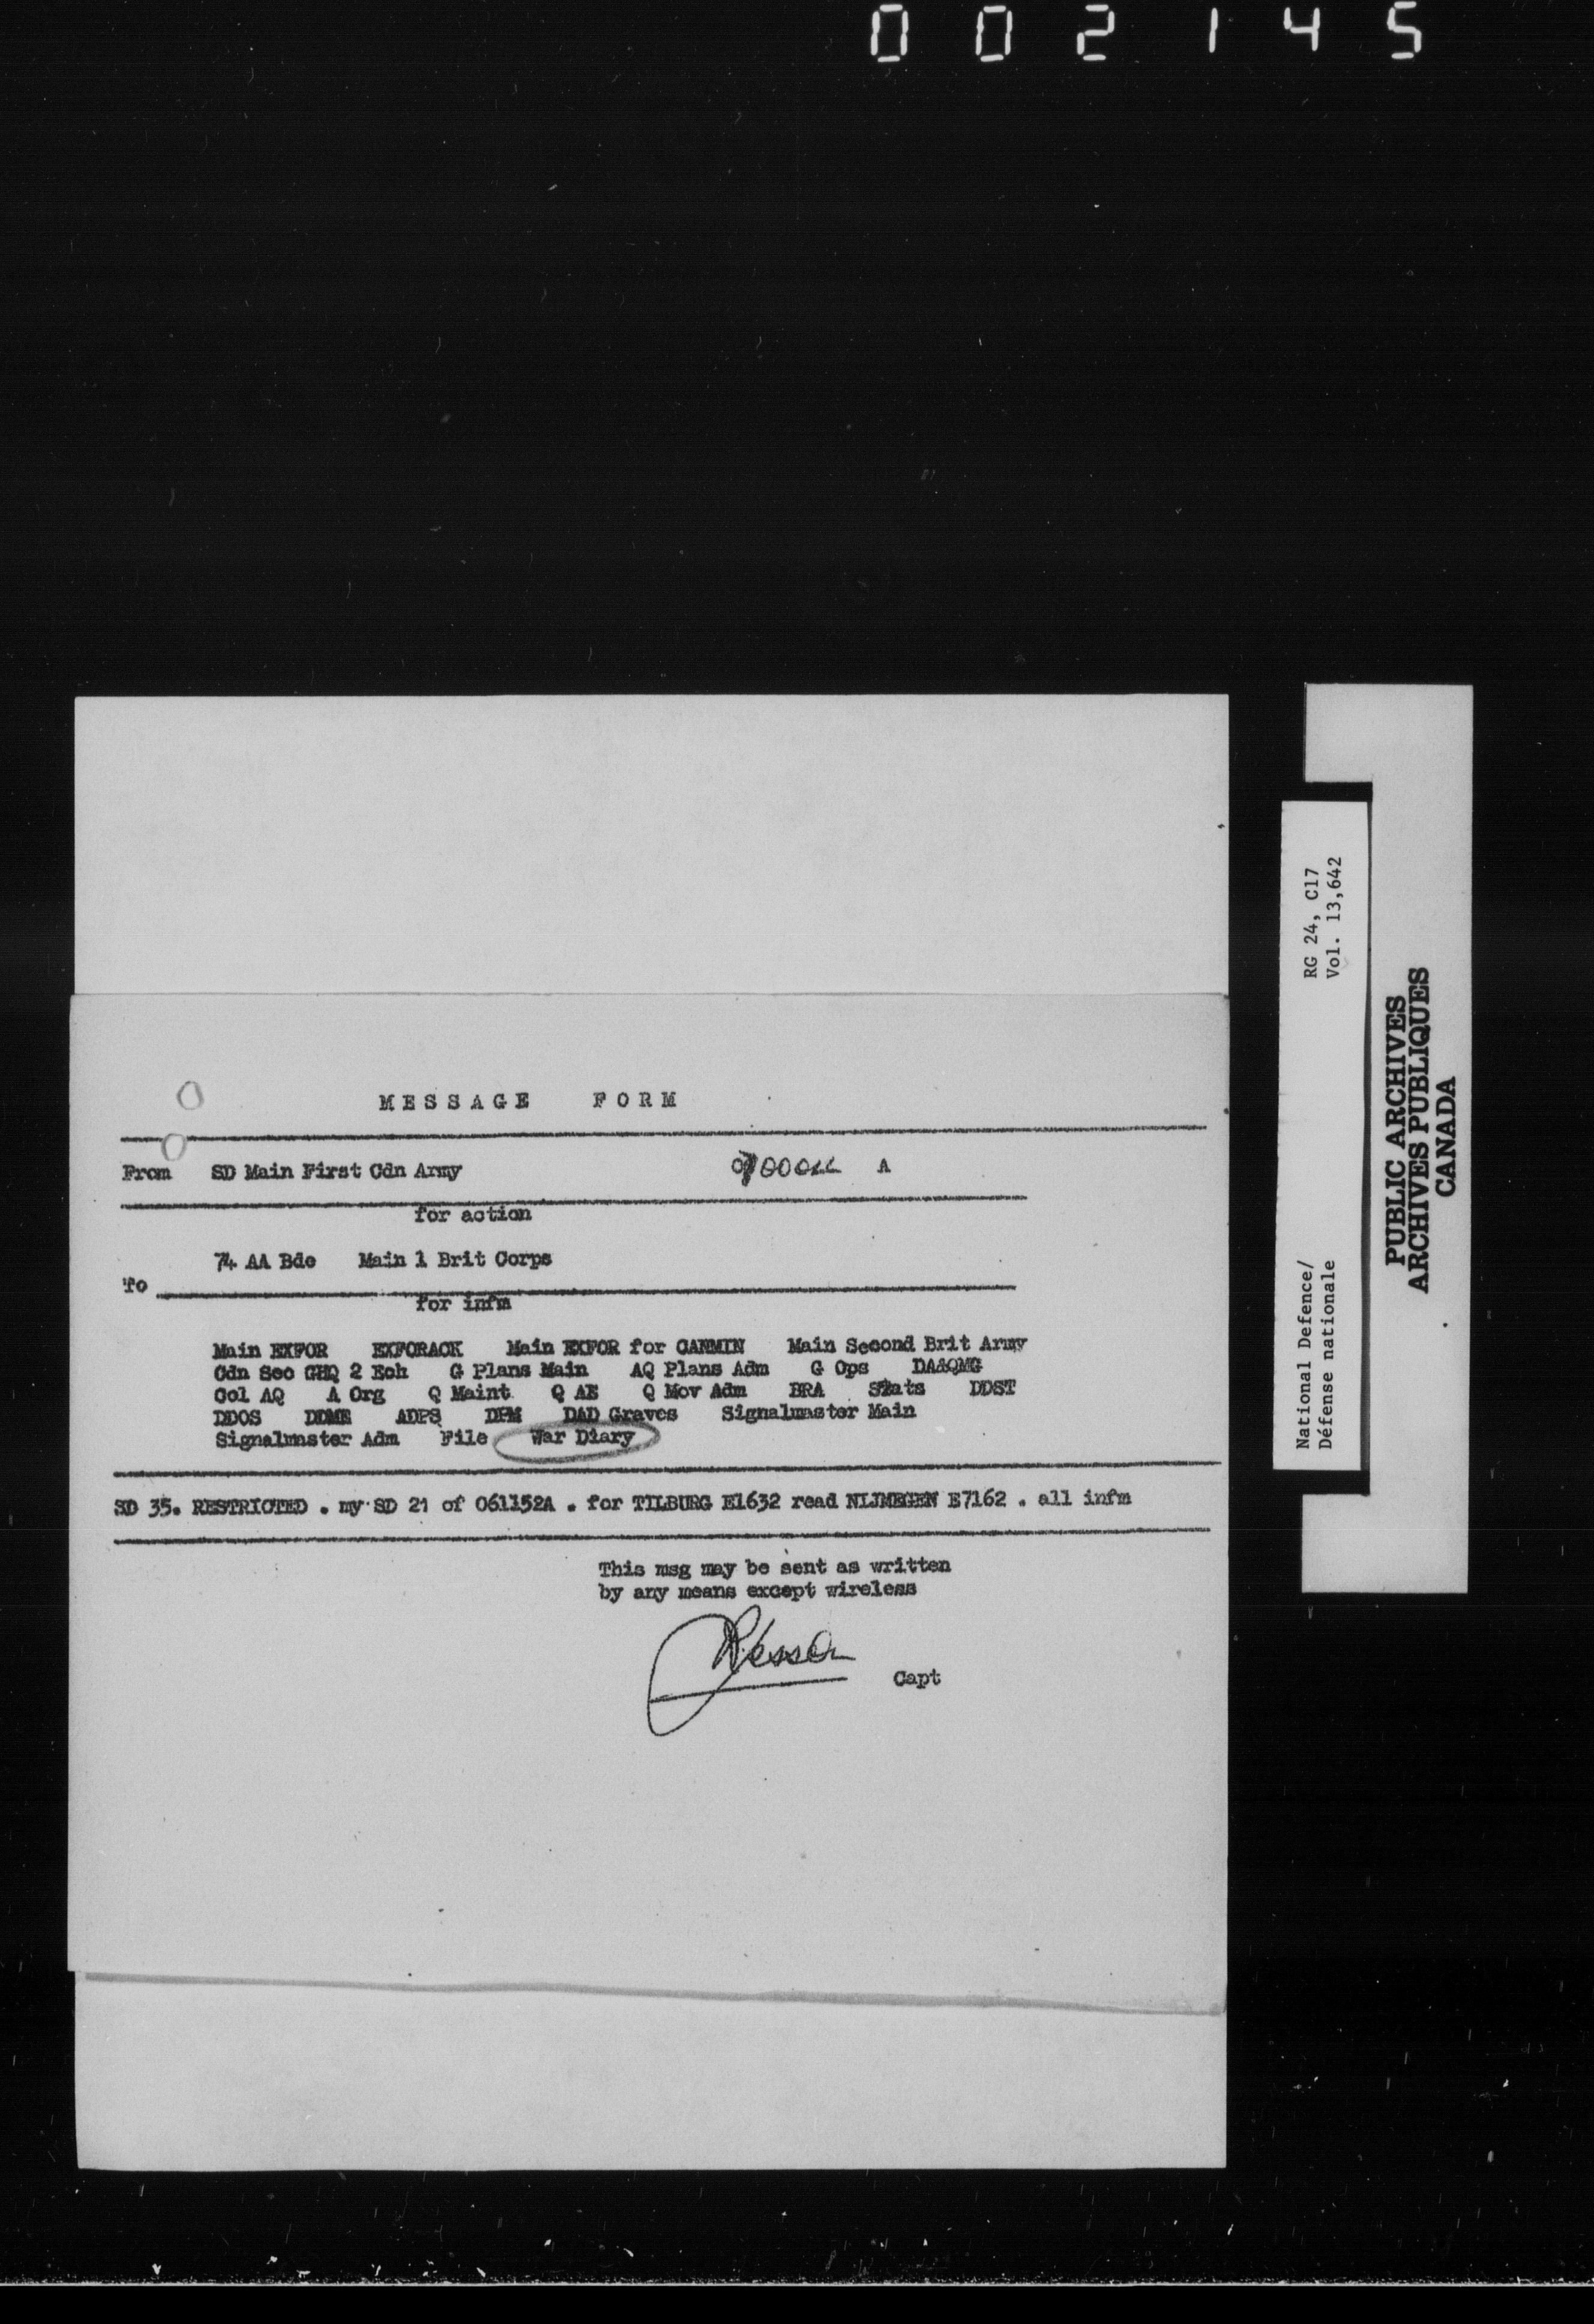 002145
MESSAGE FORM
From SD Main First Cdn Army A
for action
74 AA Bde Main 1 Brit Corps
To
for infm
Main EXFOR EXFORACK Main EXFOR for CANMIN Main Second Brit Army
Cdn Sec GHQ 2 Ech G Plans Main AQ Plans Adm G Ops DA&QMG
Col AQ A Org Q Maint Q AE Q Mov Adm BRA Stats DDST
DDOS DDME ADPS DPM DAD Graves Signalmaster Main
Signalmaster Adm File War Diary
SD 35. RESTRICTED . my SD 21 of 061152A . for TILBURG E1632 read NIJMEGEN E7162 . all infm
This msg may be sent as written
by any means except wireless
Capt
National Defence/ RG 24, C17
Défense nationale Vol. 13,642
PUBLIC ARCHIVES
ARCHIVES PUBLIQUES
CANADA